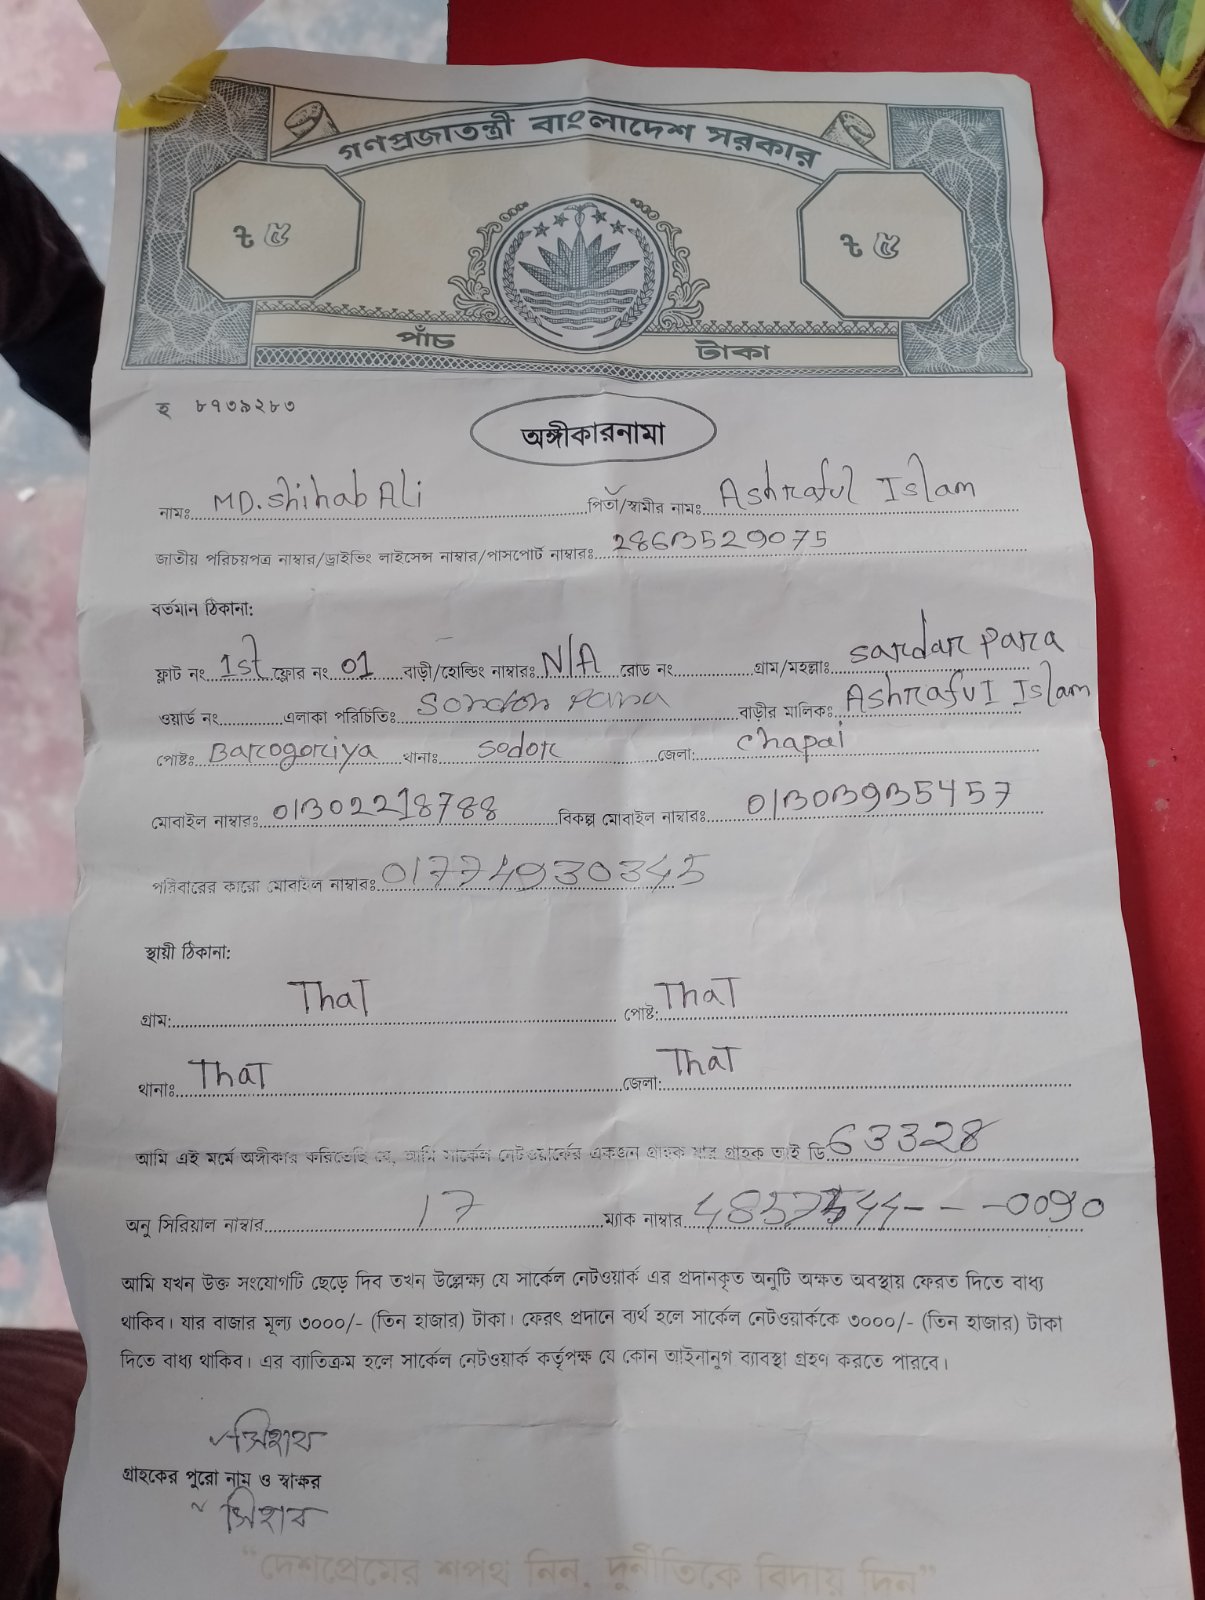 গণপ্রজাতন্ত্রী বাংলাদেশ সরকার
৳ ৫ ৳ ৫
পাঁচ টাকা
হ ৮৭৩৯২৮৩
অঙ্গীকারনামা
নামঃ MD. Shihab Ali পিতা/স্বামীর নামঃ Ashraful Islam
জাতীয় পরিচয়পত্র নাম্বার/ড্রাইভিং লাইসেন্স নাম্বার/পাসপোর্ট নাম্বারঃ 2863529075
বর্তমান ঠিকানা:
ফ্লাট নং 1st ফ্লোর নং 01 বাড়ী/হোল্ডিং নাম্বারঃ N/A রোড নং গ্রাম/মহল্লাঃ sardar para
ওয়ার্ড নং এলাকা পরিচিতিঃ Sordor para বাড়ীর মালিকঃ Ashraful Islam
পোষ্টঃ Barogoriya থানাঃ sodor জেলা: chapai
মোবাইল নাম্বারঃ 01302218788 বিকল্প মোবাইল নাম্বারঃ 01303935457
পরিবারের কারো মোবাইল নাম্বারঃ 01774930345
স্থায়ী ঠিকানা:
গ্রাম: ThaT পোষ্ট: ThaT
থানাঃ ThaT জেলা: ThaT
আমি এই মর্মে অঙ্গীকার করিতেছি যে, আমি সার্কেল নেটওয়ার্কের একজন গ্রাহক যার গ্রাহক আই ডি 63328
অনু সিরিয়াল নাম্বার 17 ম্যাক নাম্বার - - -0090
আমি যখন উক্ত সংযোগটি ছেড়ে দিব তখন উল্লেক্ষ্য যে সার্কেল নেটওয়ার্ক এর প্রদানকৃত অনুটি অক্ষত অবস্থায় ফেরত দিতে বাধ্য
থাকিব। যার বাজার মূল্য ৩০০০/- (তিন হাজার) টাকা। ফেরৎ প্রদানে ব্যর্থ হলে সার্কেল নেটওয়ার্ককে ৩০০০/- (তিন হাজার) টাকা
দিতে বাধ্য থাকিব। এর ব্যাতিক্রম হলে সার্কেল নেটওয়ার্ক কর্তৃপক্ষ যে কোন আইনানুগ ব্যাবস্থা গ্রহণ করতে পারবে।
সিহাব
গ্রাহকের পুরো নাম ও স্বাক্ষর
সিহাব
"দেশপ্রেমের শপথ নিন, দুর্নীতিকে বিদায় দিন"